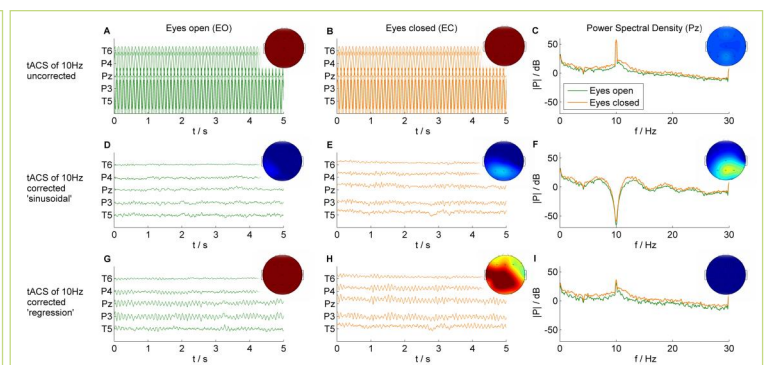 A Eyes open (EO) B Eyes closed (EC) C Power Spectral Density (Pz)
tACS of 10Hz
uncorrected
T6
P4
Pz
P3
T5
0 1 2 3 4 5
t / s
T6
P4
Pz
P3
T5
0 1 2 3 4 5
t / s
|P| / dB
50
0
-50
Eyes open
Eyes closed
0 10 20 30
f / Hz
D E F
tACS of 10Hz
corrected
'sinusoidal'
T6
P4
Pz
P3
T5
0 1 2 3 4 5
t / s
T6
P4
Pz
P3
T5
0 1 2 3 4 5
t / s
|P| / dB
50
0
-50
0 10 20 30
f / Hz
G H I
tACS of 10Hz
corrected
'regression'
T6
P4
Pz
P3
T5
0 1 2 3 4 5
t / s
T6
P4
Pz
P3
T5
0 1 2 3 4 5
t / s
|P| / dB
50
0
-50
0 10 20 30
f / Hz